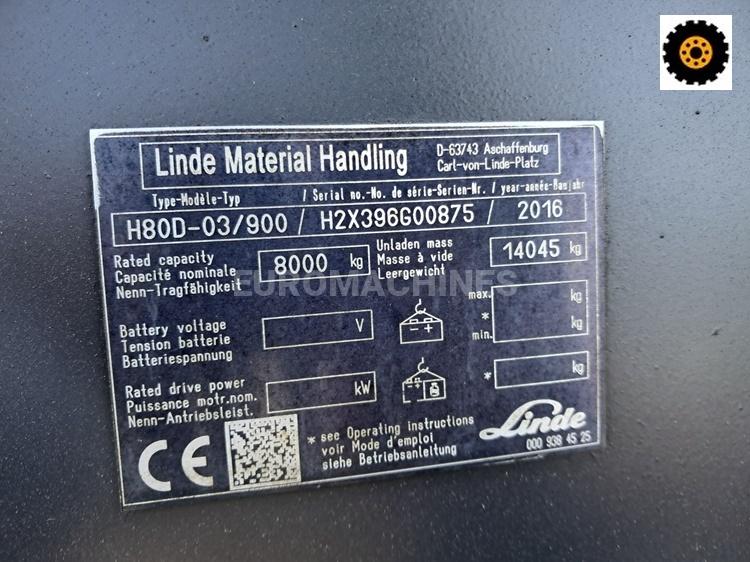 Linde Material Handling
D-63743 Aschaffenburg
Carl-von-Linde-Platz
Type-Modèle-Typ / Serial no.-No. de série-Serien-Nr. / year-année-Baujahr
H80D-03/900 / H2X396G00875 / 2016
Rated capacity
Capacité nominale
Nenn-Tragfähigkeit
8000 kg
Unladen mass
Masse à vide
Leergewicht
14045 kg
EUROMACHINES
Battery voltage
Tension batterie
Batteriespannung
V
- +
max. kg
*
min. kg
Rated drive power
Puissance motr.nom.
Nenn-Antriebsleist.
kW
- +
* kg
CE
* see Operating instructions
voir Mode d'emploi
siehe Betriebsanleitung
Linde
000 938 45 25